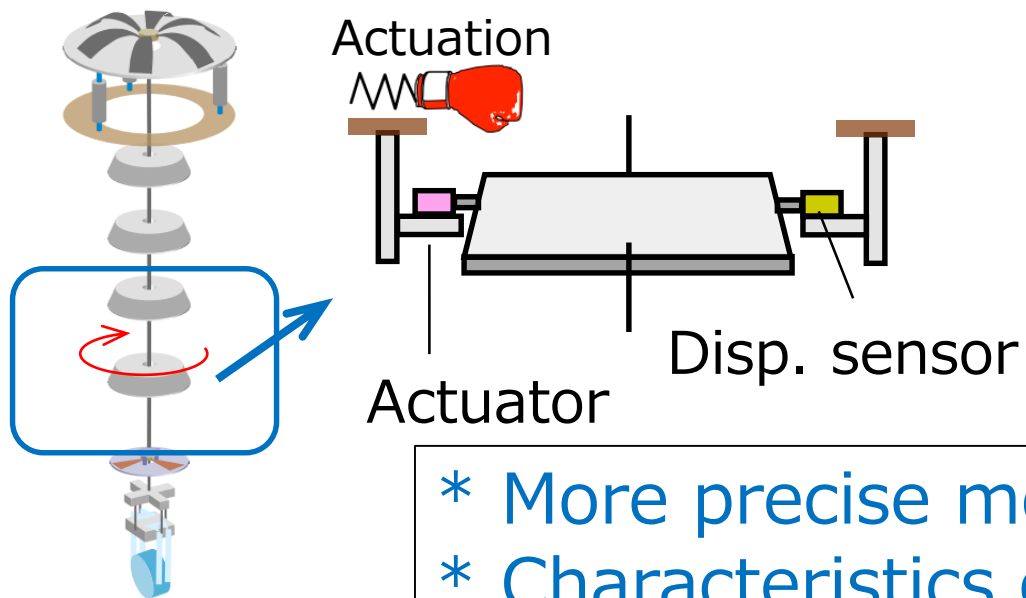 Actuation
Disp. sensor
Actuator
* More precise
* Characteristics